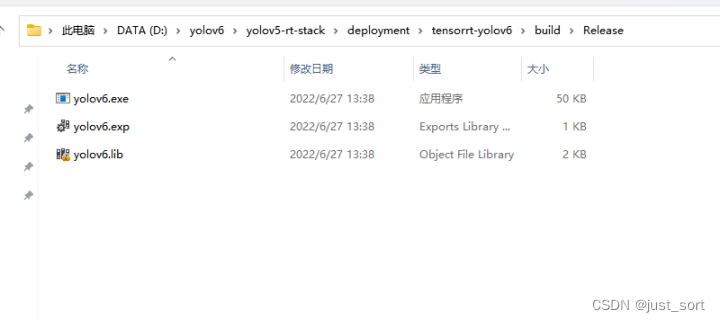 此电脑 › DATA (D:) › yolov6 › yolov5-rt-stack › deployment › tensorrt-yolov6 › build › Release
名称 修改日期 类型 大小
yolov6.exe 2022/6/27 13:38 应用程序 50 KB
yolov6.exp 2022/6/27 13:38 Exports Library ... 1 KB
yolov6.lib 2022/6/27 13:38 Object File Library 2 KB
CSDN @just_sort